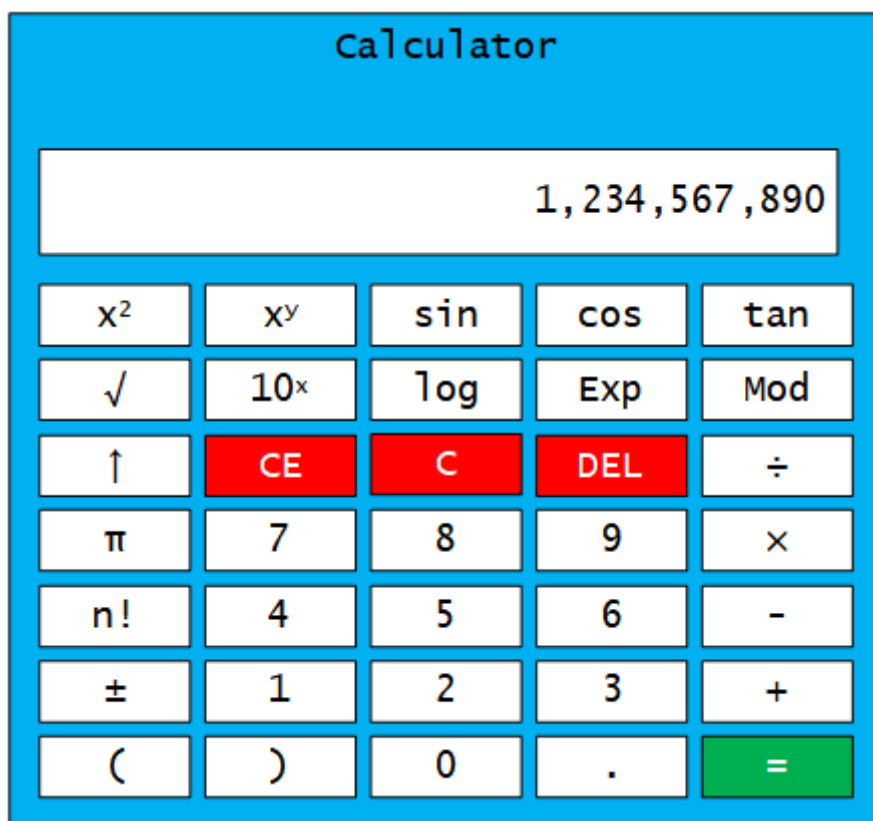 Calculator
1,234,567,890
x² xʸ sin cos tan
√ 10ˣ log Exp Mod
↑ CE C DEL ÷
π 7 8 9 ×
n! 4 5 6 -
± 1 2 3 +
( ) 0 . =